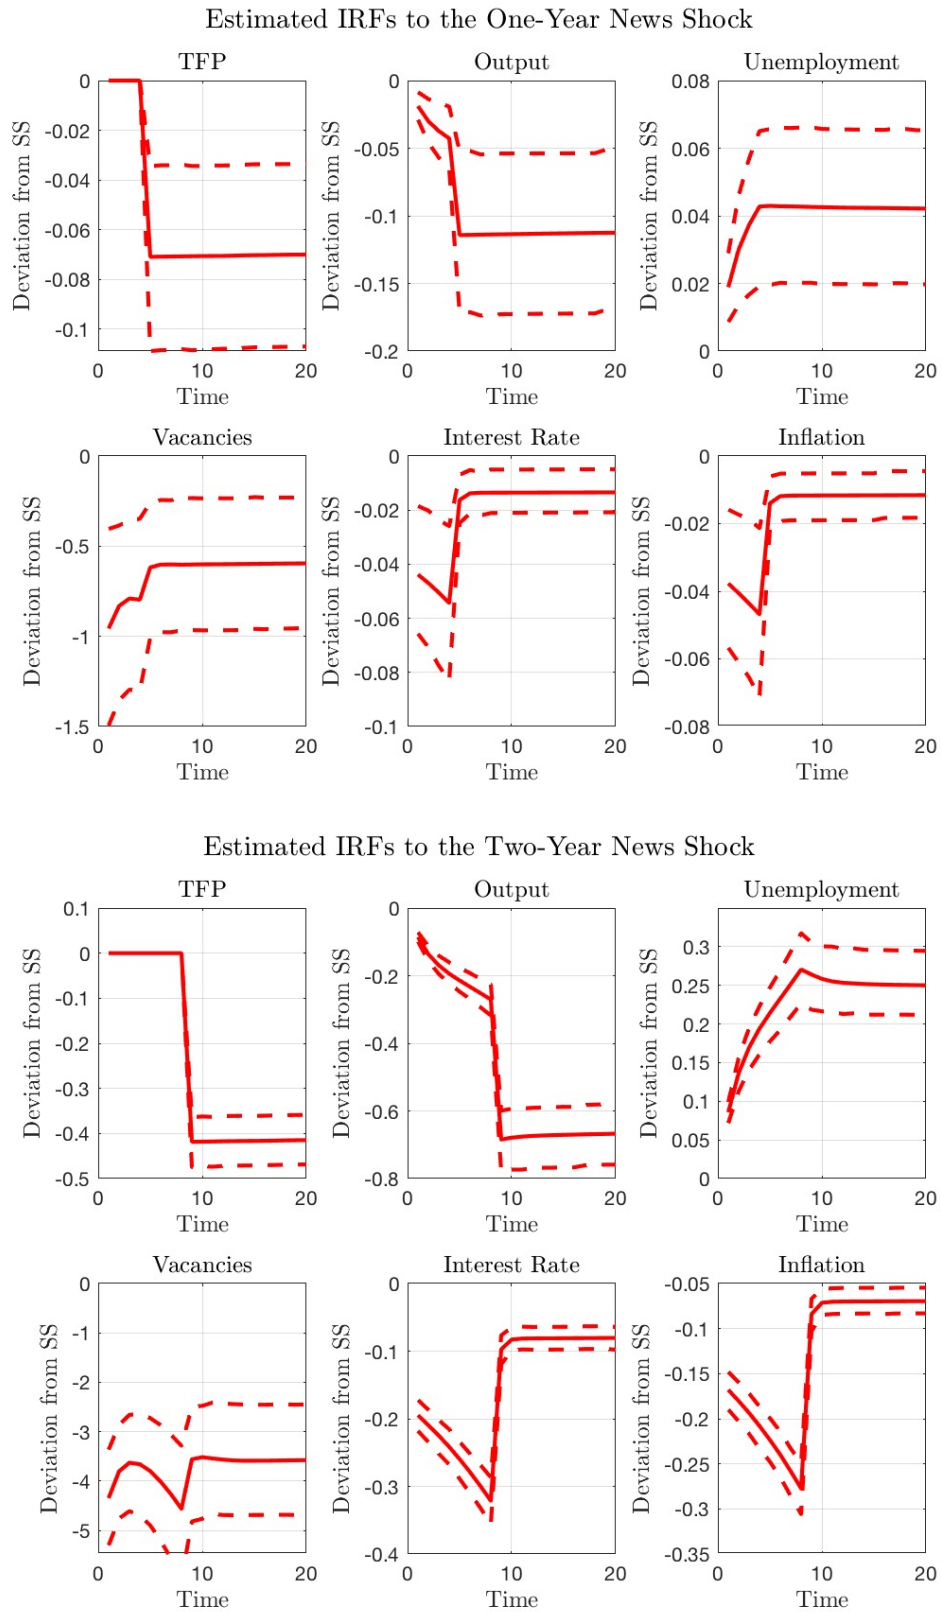 Estimated IRFs to the One-Year News Shock
TFP
Output
Unemployment
Deviation from SS
0
-0.02
-0.04
-0.06
-0.08
-0.1
0
10
20
Time
Deviation from SS
0
-0.05
-0.1
-0.15
-0.2
0
10
20
Time
Deviation from SS
0.08
0.06
0.04
0.02
0
0
10
20
Time
Vacancies
Interest Rate
Inflation
Deviation from SS
0
-0.5
-1
-1.5
0
10
20
Time
Deviation from SS
0
-0.02
-0.04
-0.06
-0.08
-0.1
0
10
20
Time
Deviation from SS
0
-0.02
-0.04
-0.06
-0.08
0
10
20
Time
Estimated IRFs to the Two-Year News Shock
TFP
Output
Unemployment
Deviation from SS
0.1
0
-0.1
-0.2
-0.3
-0.4
-0.5
0
10
20
Time
Deviation from SS
0
-0.2
-0.4
-0.6
-0.8
0
10
20
Time
Deviation from SS
0.3
0.25
0.2
0.15
0.1
0.05
0
0
10
20
Time
Vacancies
Interest Rate
Inflation
Deviation from SS
0
-1
-2
-3
-4
-5
0
10
20
Time
Deviation from SS
0
-0.1
-0.2
-0.3
-0.4
0
10
20
Time
Deviation from SS
-0.05
-0.1
-0.15
-0.2
-0.25
-0.3
-0.35
0
10
20
Time